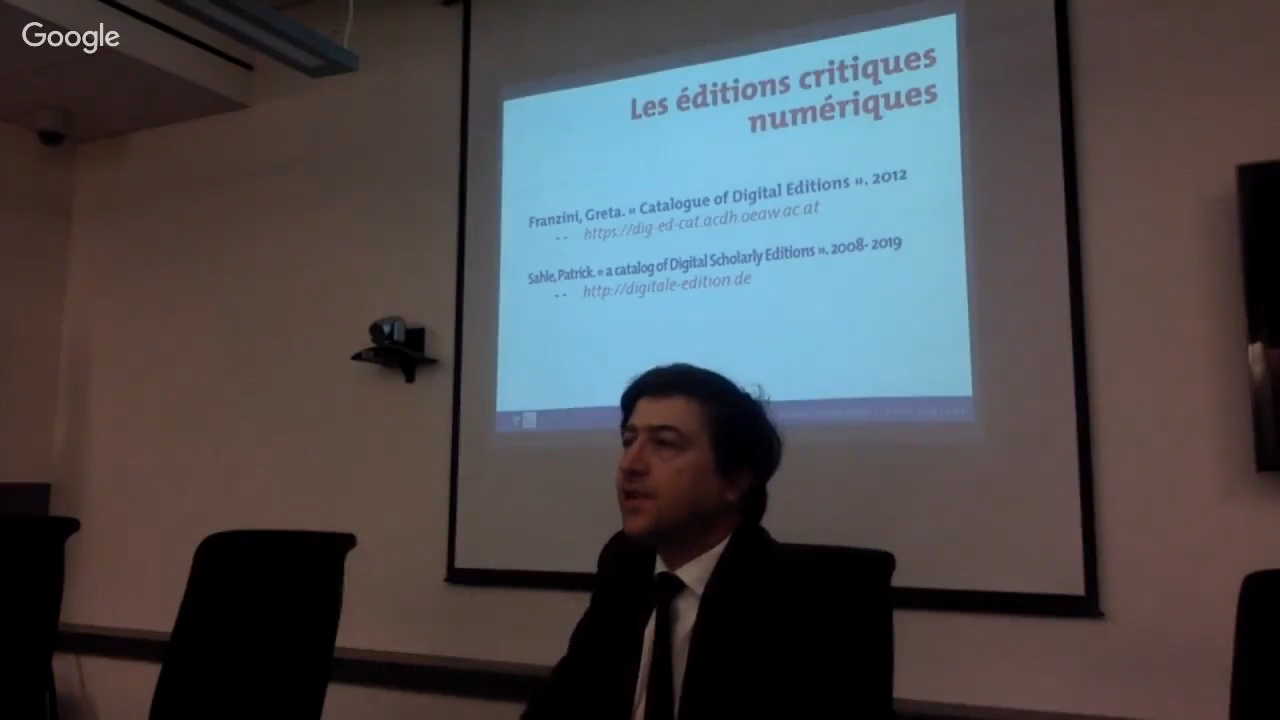 Google
Les éditions critiques
numériques
Franzini, Greta. « Catalogue of Digital Editions ». 2012
-- https://dig-ed-cat.acdh.oeaw.ac.at
Sahle, Patrick. « a catalog of Digital Scholarly Editions ». 2008-2019
-- http://digitale-edition.de